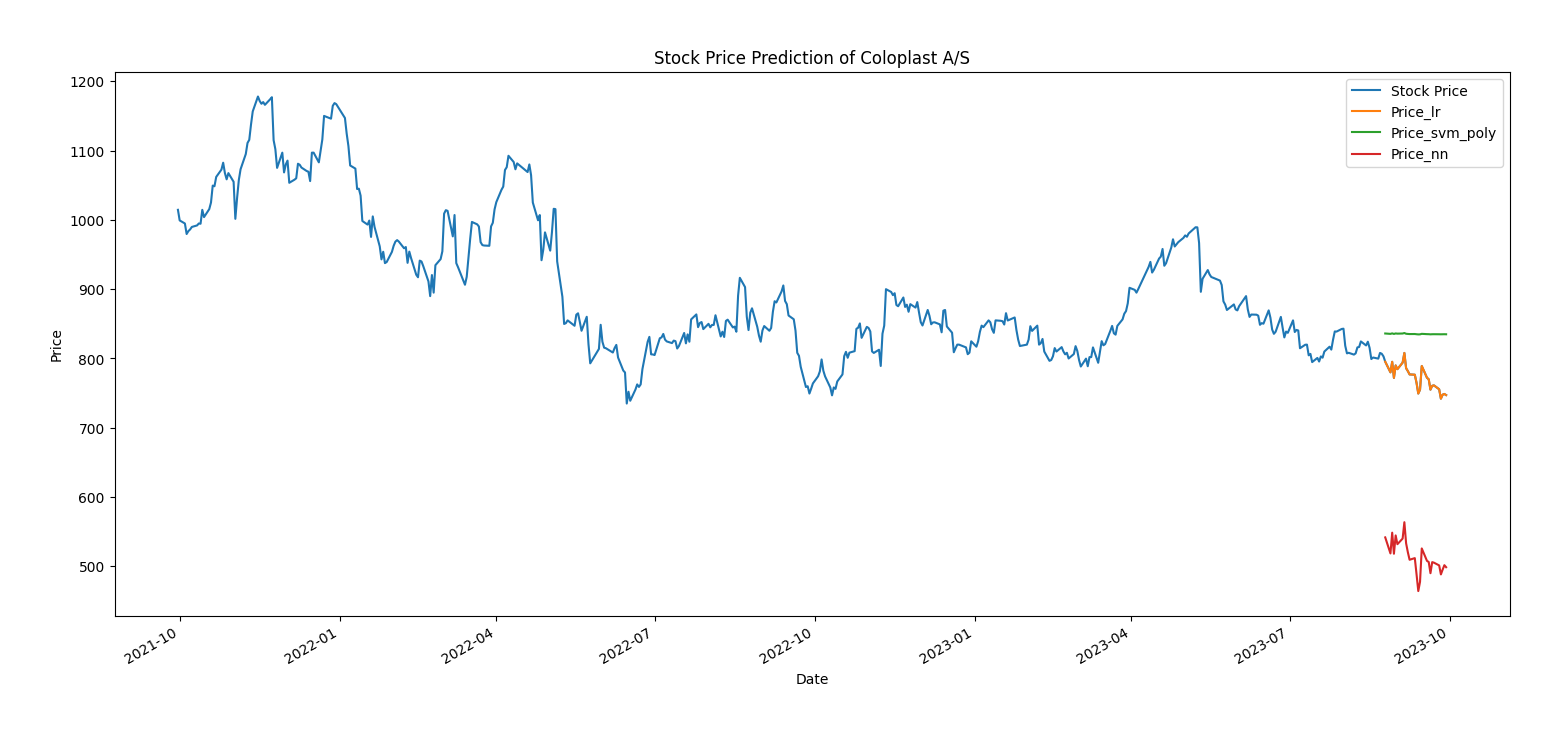 Stock Price Prediction of Coloplast A/S
1200
1100
1000
900
800
700
600
500
Price
Stock Price
Price_lr
Price_svm_poly
Price_nn
2021-10
2022-01
2022-04
2022-07
2022-10
2023-01
2023-04
2023-07
2023-10
Date